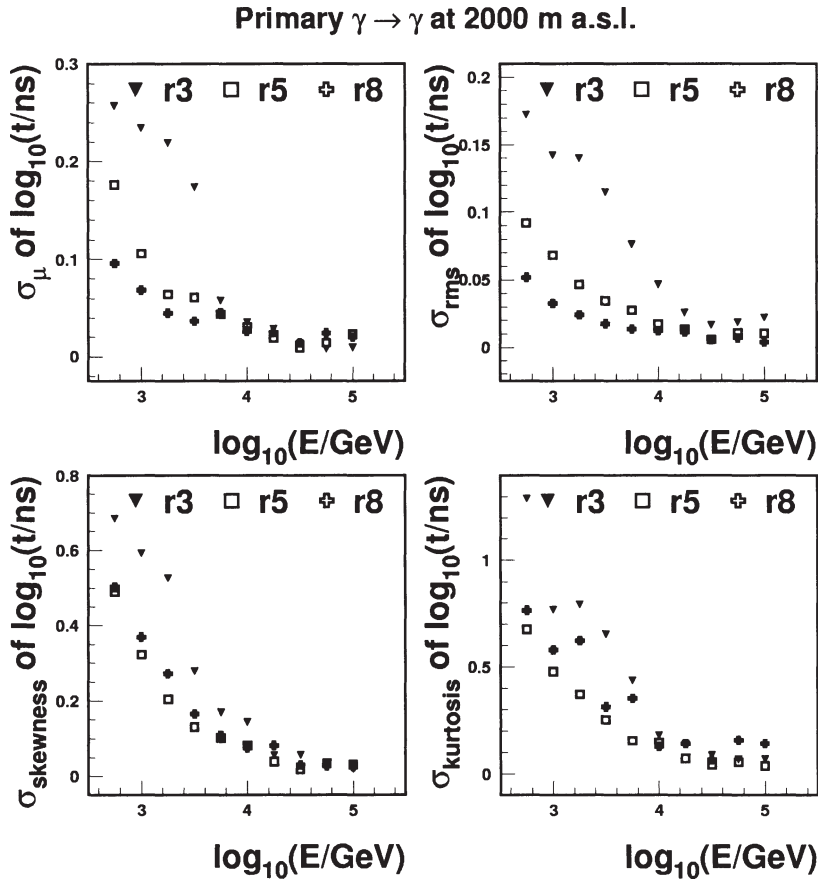 Primary γ → γ at 2000 m a.s.l.
σμ of log10(t/ns)
0.3
0.2
0.1
0
r3 r5 r8
3 4 5
log10(E/GeV)
σrms of log10(t/ns)
0.2
0.15
0.1
0.05
0
r3 r5 r8
3 4 5
log10(E/GeV)
σskewness of log10(t/ns)
0.8
0.6
0.4
0.2
0
r3 r5 r8
3 4 5
log10(E/GeV)
σkurtosis of log10(t/ns)
1
0.5
0
r3 r5 r8
3 4 5
log10(E/GeV)